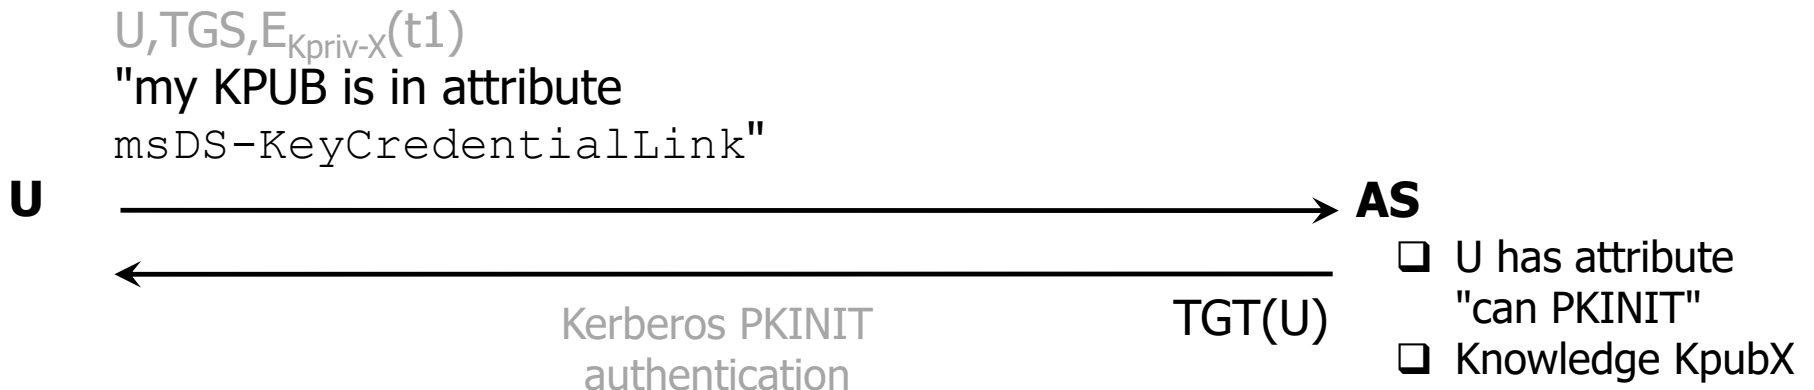 U,TGS,E_Kpriv-X(t1)
"my KPUB is in attribute
msDS-KeyCredentialLink"
U
AS
TGT(U)
Kerberos PKINIT
authentication
❑ U has attribute
"can PKINIT"
❑ Knowledge KpubX